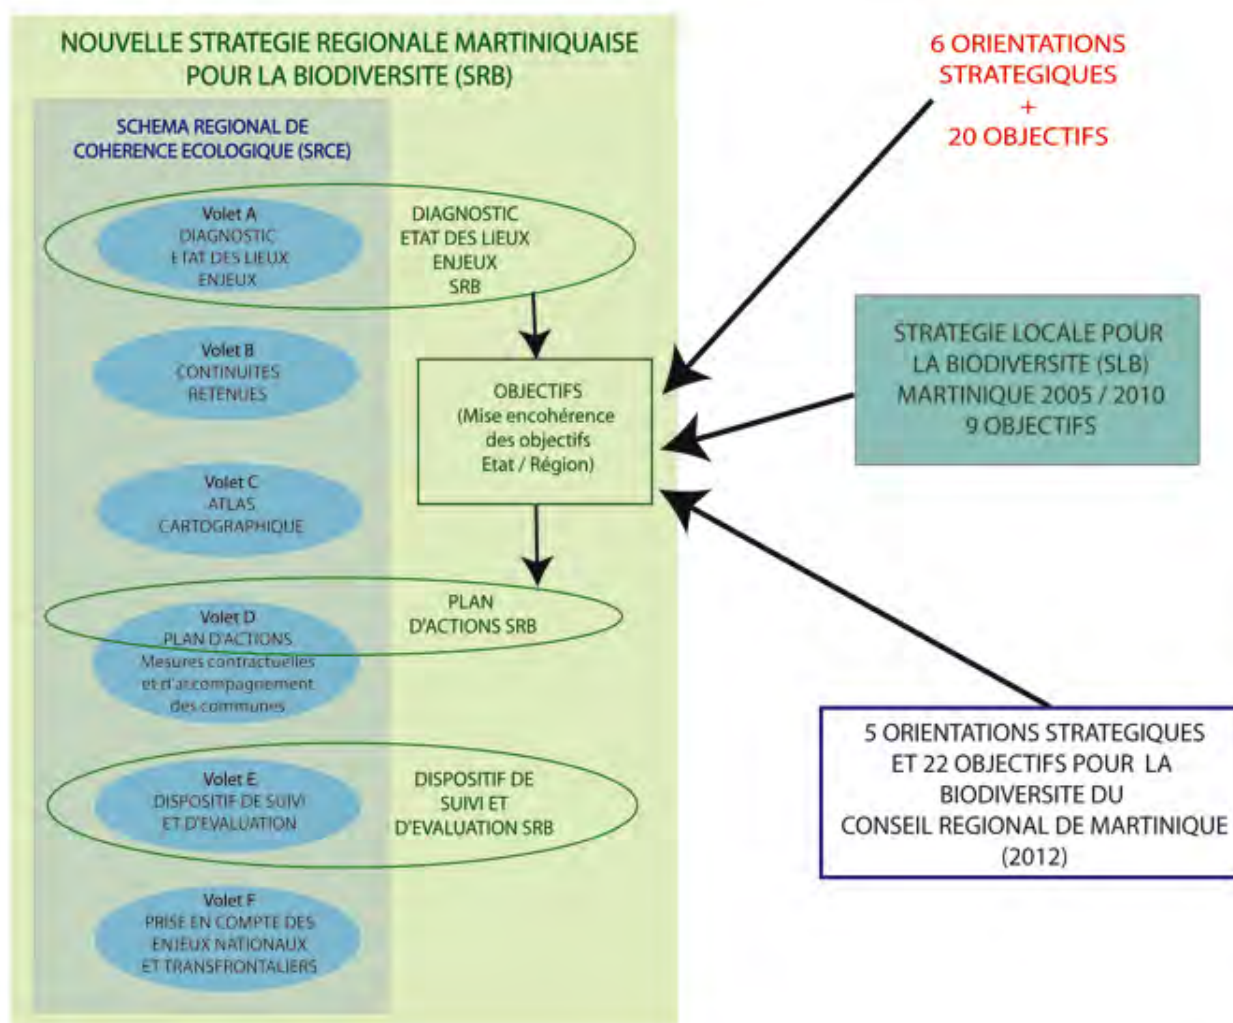 NOUVELLE STRATEGIE REGIONALE MARTINIQUAISE
POUR LA BIODIVERSITE (SRB)
SCHEMA REGIONAL DE
COHERENCE ECOLOGIQUE (SRCE)
Volet A
DIAGNOSTIC
ETAT DES LIEUX
ENJEUX
DIAGNOSTIC
ETAT DES LIEUX
ENJEUX
SRB
Volet B
CONTINUITES
RETENUES
OBJECTIFS
(Mise encohérence
des objectifs
Etat / Région)
Volet C
ATLAS
CARTOGRAPHIQUE
Volet D
PLAN D'ACTIONS
Mesures contractuelles
et d'accompagnement
des communes
PLAN
D'ACTIONS SRB
Volet E
DISPOSITIF DE SUIVI
ET D'EVALUATION
DISPOSITIF DE
SUIVI ET
D'EVALUATION SRB
Volet F
PRISE EN COMPTE DES
ENJEUX NATIONAUX
ET TRANSFRONTALIERS
6 ORIENTATIONS
STRATEGIQUES
+
20 OBJECTIFS
STRATEGIE LOCALE POUR
LA BIODIVERSITE (SLB)
MARTINIQUE 2005 / 2010
9 OBJECTIFS
5 ORIENTATIONS STRATEGIQUES
ET 22 OBJECTIFS POUR LA
BIODIVERSITE DU
CONSEIL REGIONAL DE MARTINIQUE
(2012)